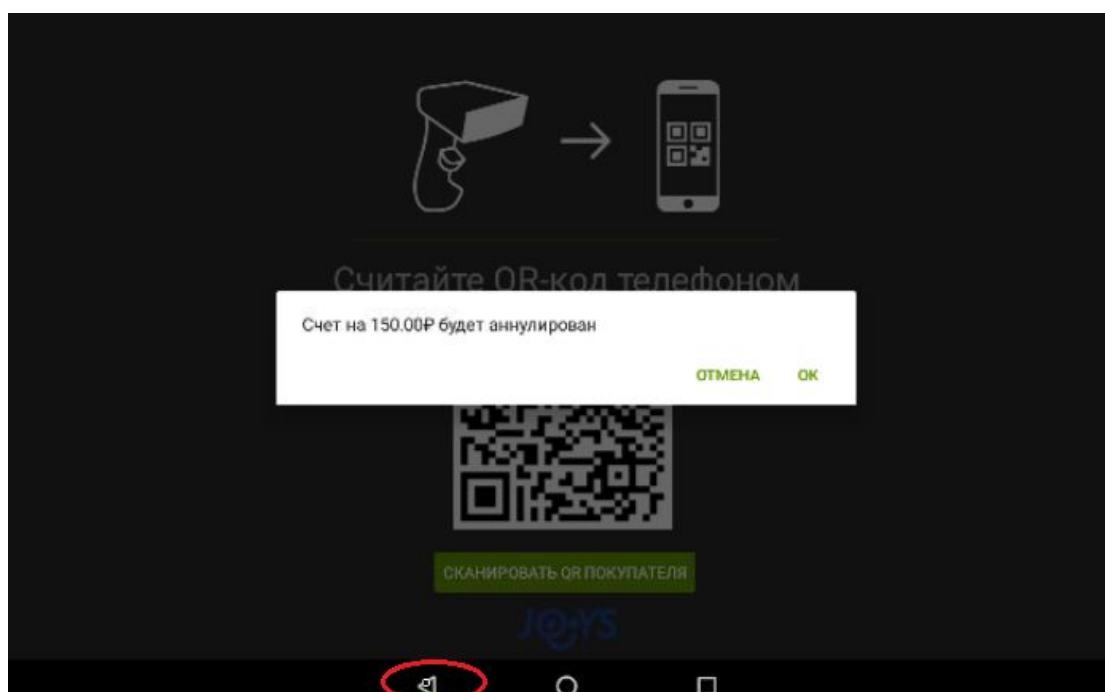 Считайте QR-код телефоном
Счет на 150.00₽ будет аннулирован
ОТМЕНА ОК
СКАНИРОВАТЬ QR ПОКУПАТЕЛЯ
JOYS